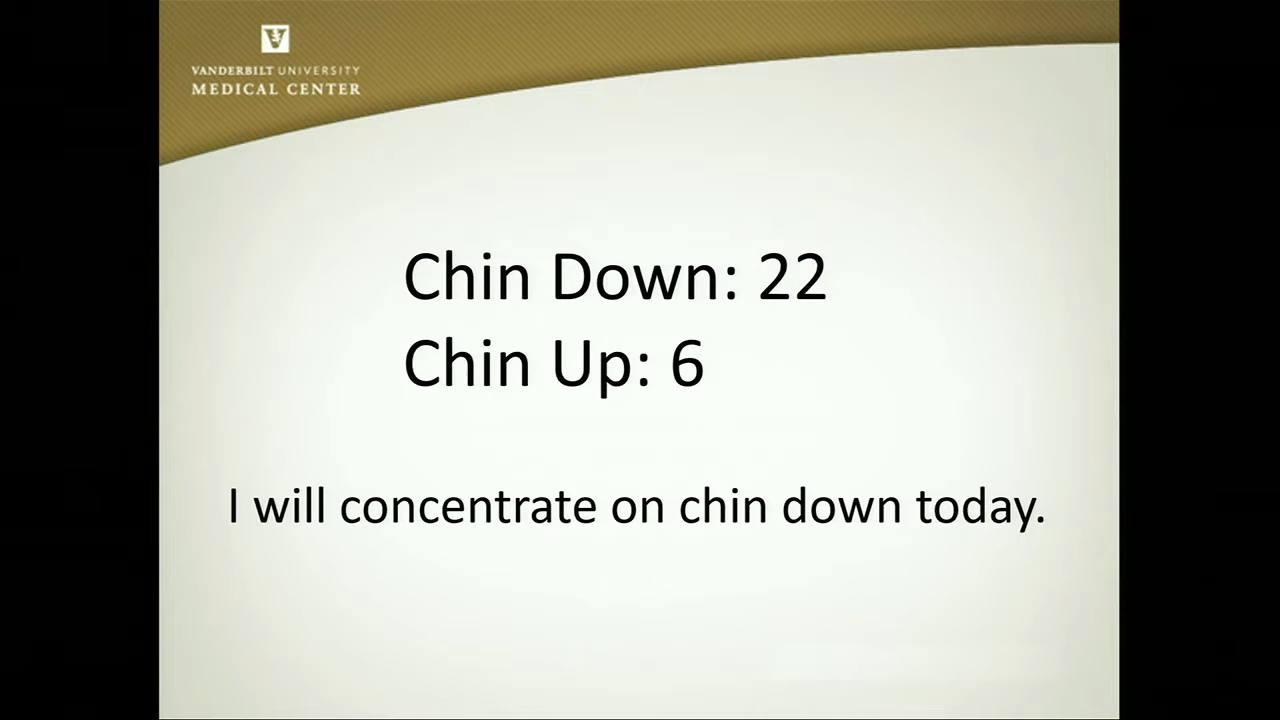 VANDERBILT UNIVERSITY
MEDICAL CENTER
Chin Down: 22
Chin Up: 6
I will concentrate on chin down today.